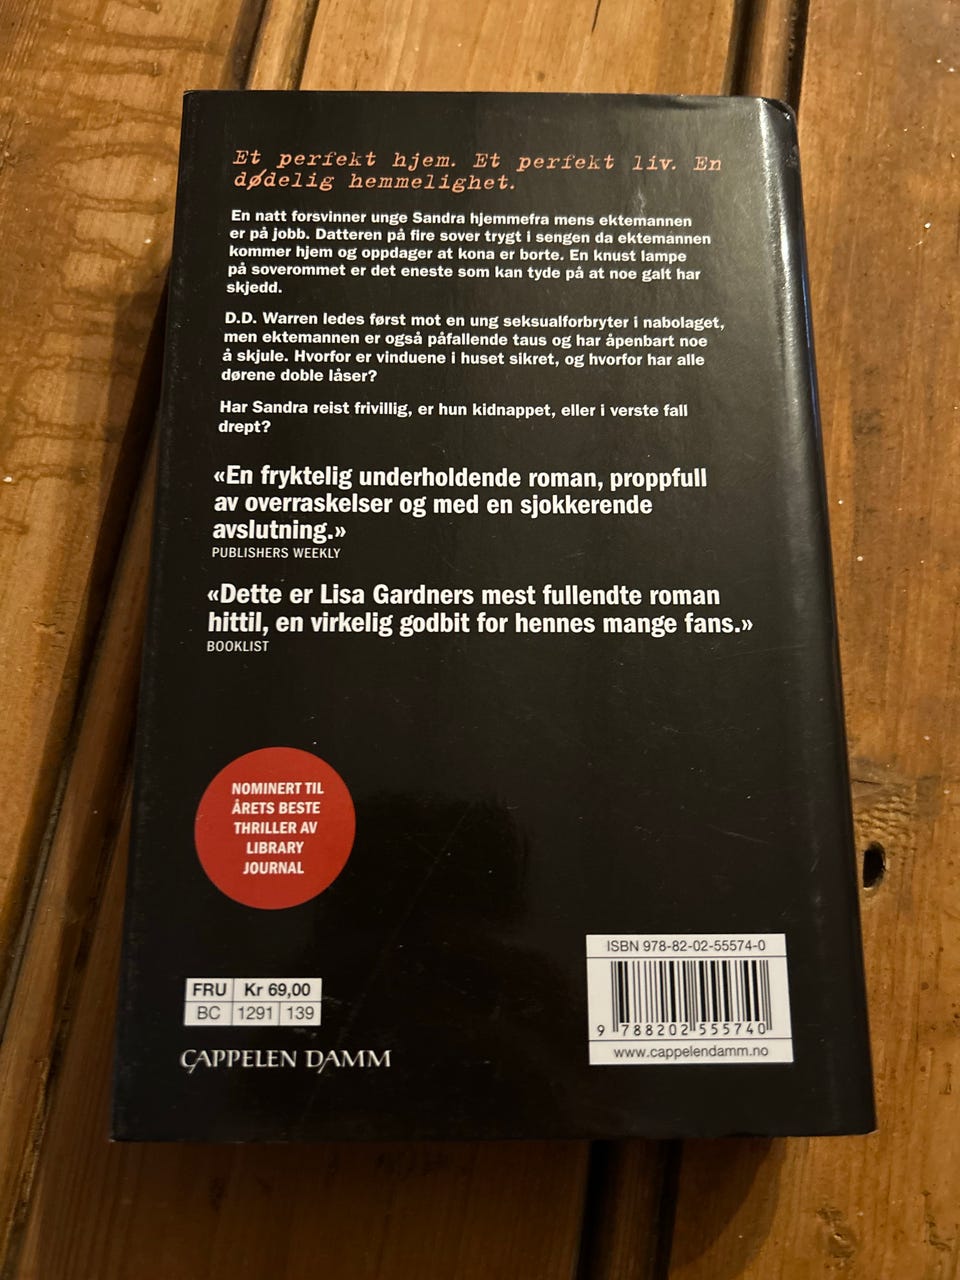 Et perfekt hjem. Et perfekt liv. En
dødelig hemmelighet.
En natt forsvinner unge Sandra hjemmefra mens ektemannen
er på jobb. Datteren på fire sover trygt i sengen da ektemannen
kommer hjem og oppdager at kona er borte. En knust lampe
på soverommet er det eneste som kan tyde på at noe galt har
skjedd.
D.D. Warren ledes først mot en ung seksualforbryter i nabolaget,
men ektemannen er også påfallende taus og har åpenbart noe
å skjule. Hvorfor er vinduene i huset sikret, og hvorfor har alle
dørene doble låser?
Har Sandra reist frivillig, er hun kidnappet, eller i verste fall
drept?
«En fryktelig underholdende roman, proppfull
av overraskelser og med en sjokkerende
avslutning.»
PUBLISHERS WEEKLY
«Dette er Lisa Gardners mest fullendte roman
hittil, en virkelig godbit for hennes mange fans.»
BOOKLIST
NOMINERT TIL
ÅRETS BESTE
THRILLER AV
LIBRARY
JOURNAL
FRU Kr 69,00
BC 1291 139
CAPPELEN DAMM
ISBN 978-82-02-55574-0
9 788202 555740
www.cappelendamm.no